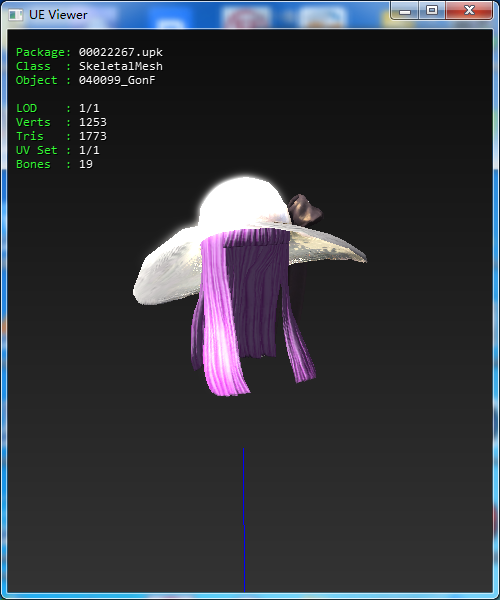 UE Viewer
Package: 00022267.upk
Class  : SkeletalMesh
Object : 040099_GonF
LOD    : 1/1
Verts  : 1253
Tris   : 1773
UV Set : 1/1
Bones  : 19